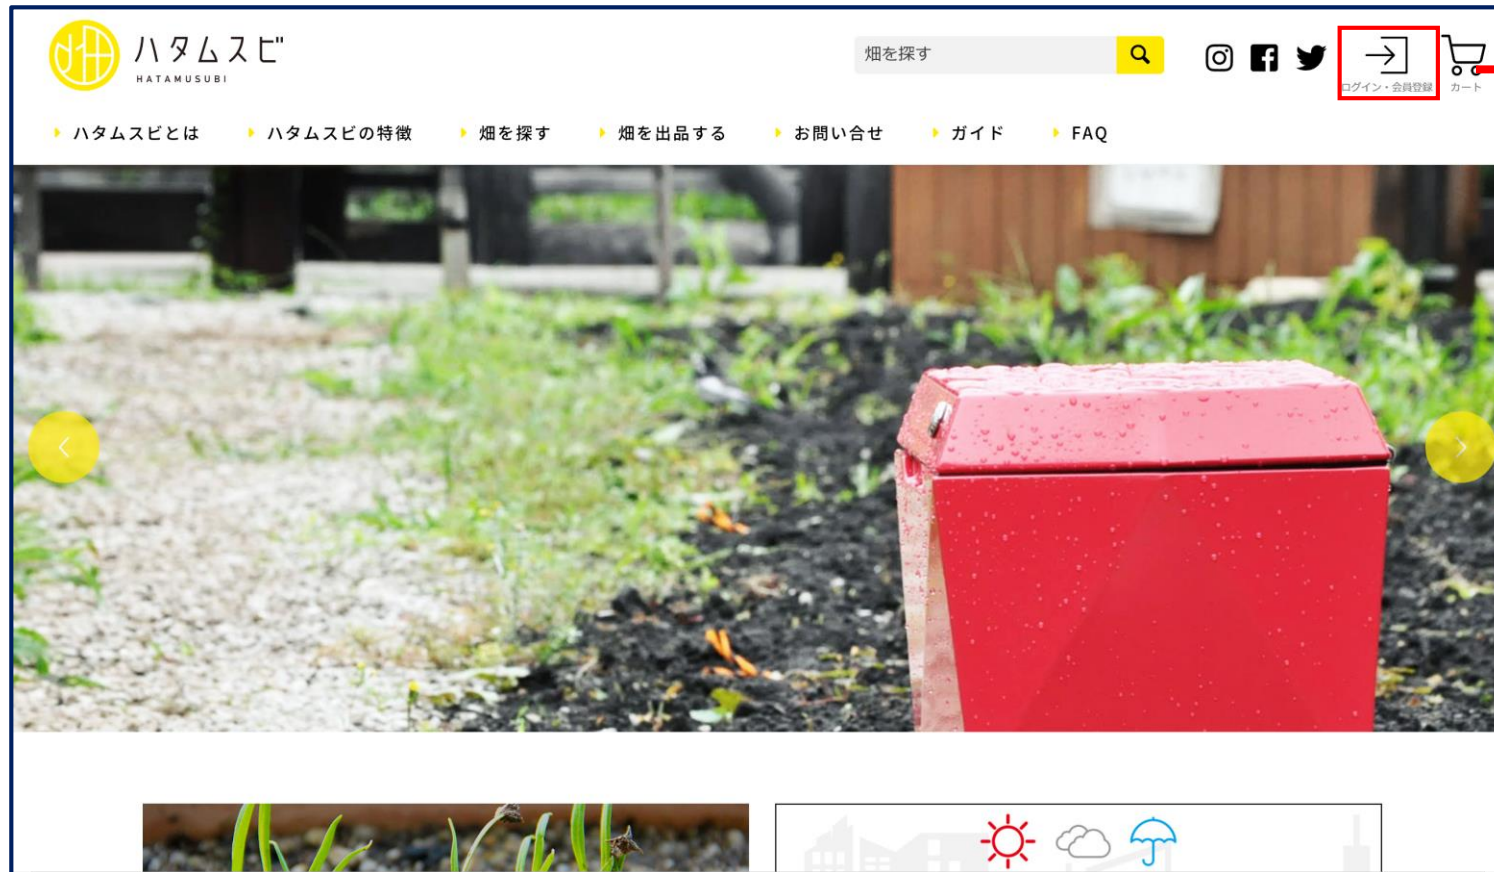 畑 ハタムスビ
HATAMUSUBI
畑を探す
ログイン・会員登録
カート
ハタムスビとは
ハタムスビの特徴
畑を探す
畑を出品する
お問い合せ
ガイド
FAQ